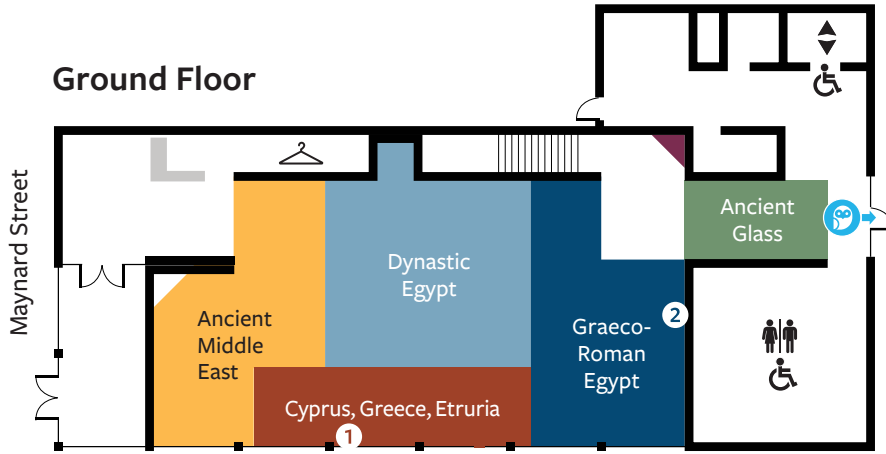 Ground Floor
Maynard Street
Ancient
Glass
Dynastic
Egypt
Ancient
Middle
East
Graeco-
Roman
Egypt
2
Cyprus, Greece, Etruria
1